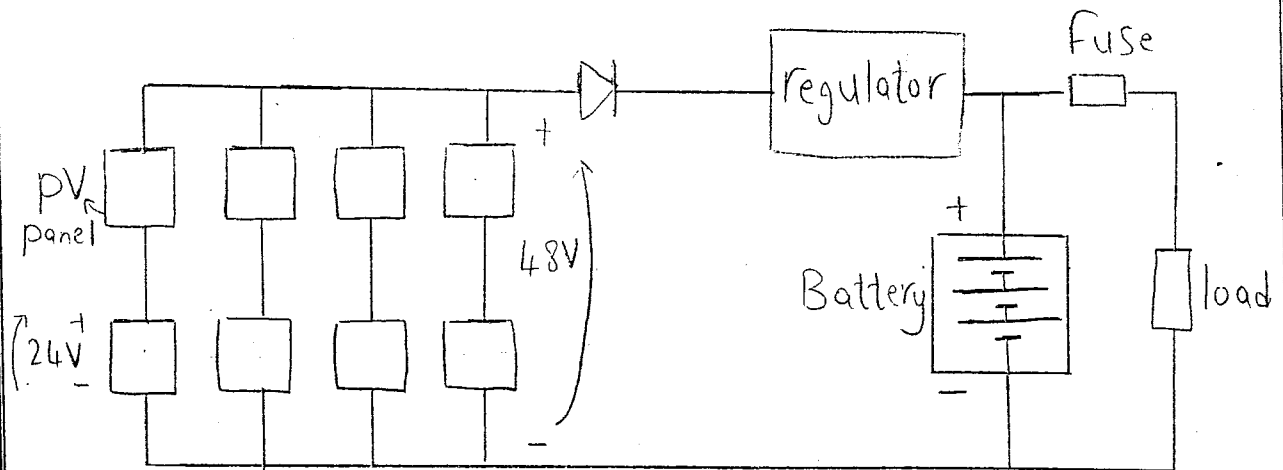 Fuse
regulator
+
PV
panel
48V
+
Battery
load
+
24V
-
-
-